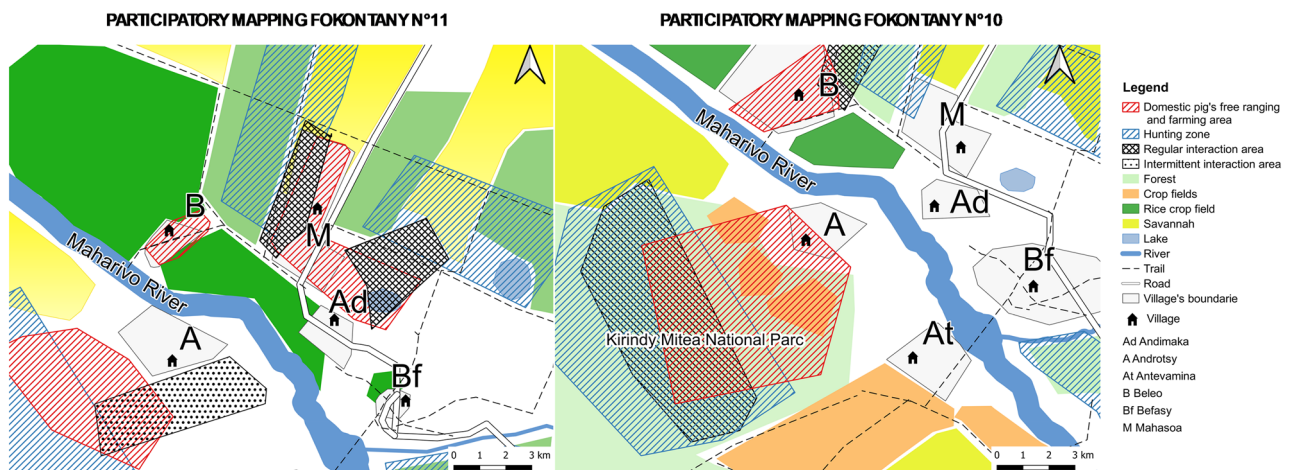 PARTICIPATORY MAPPING FOKONTANY N°11
B
M
Maharivo River
Ad
A
Bf
0 1 2 3 km
PARTICIPATORY MAPPING FOKONTANY N°10
B
M
Maharivo River
Ad
A
Bf
Kirindy Mitea National Parc
At
0 1 2 3 km
Legend
Domestic pig's free ranging
and farming area
Hunting zone
Regular interaction area
Intermittent interaction area
Forest
Crop fields
Rice crop field
Savannah
Lake
River
Trail
Road
Village's boundarie
Village
Ad Andimaka
A Androtsy
At Antevamina
B Beleo
Bf Befasy
M Mahasoa